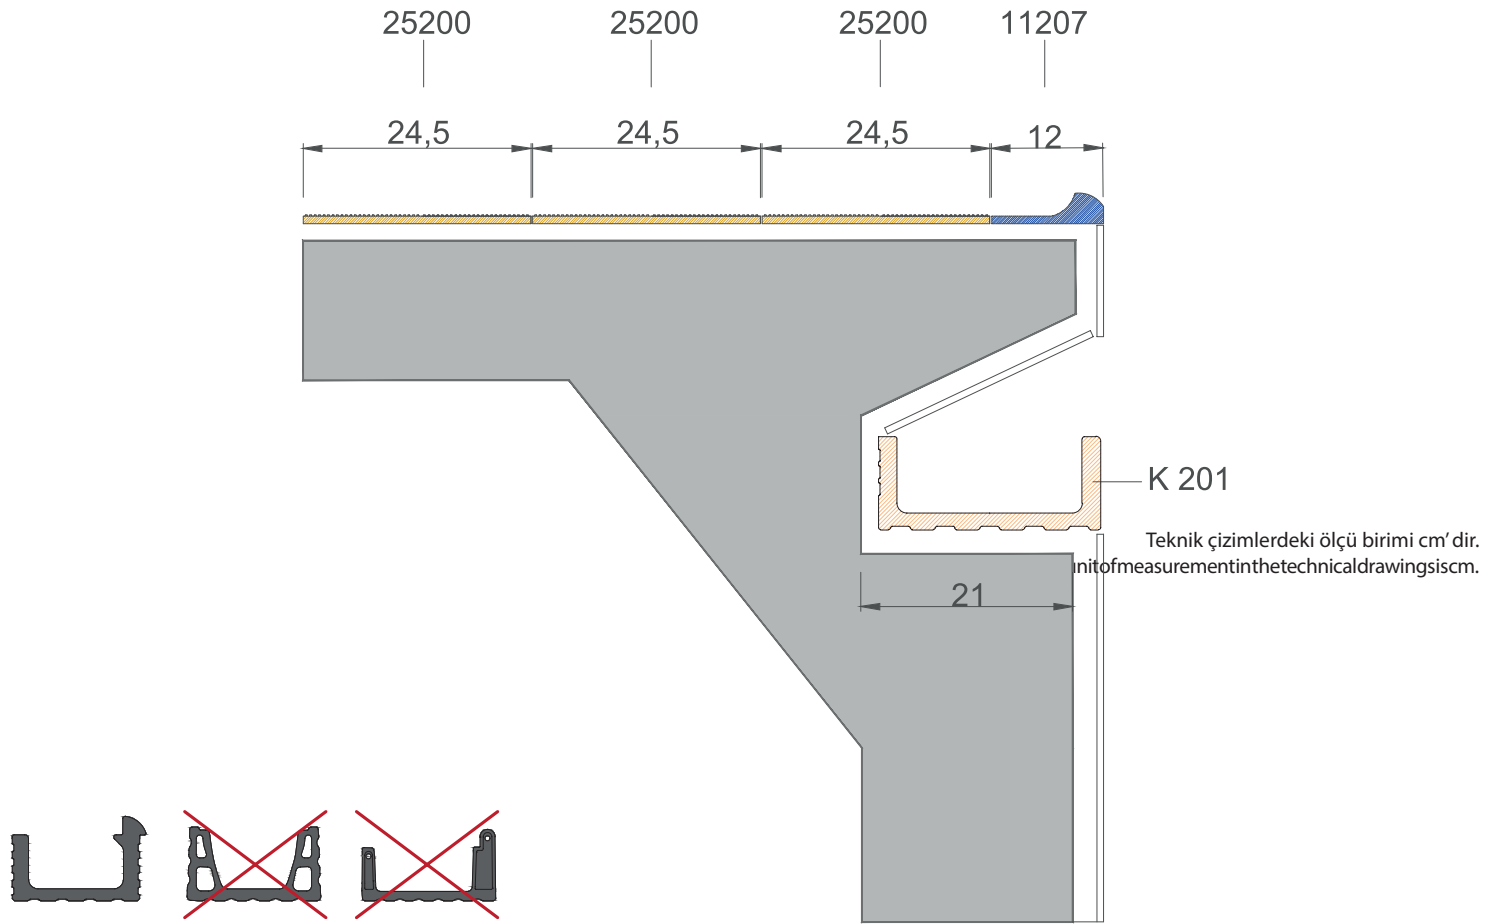 25200 25200 25200 11207
24,5 24,5 24,5 12
K 201
Teknik çizimlerdeki ölçü birimi cm' dir.
nitofmeasurementinthetechnicaldrawingsiscm.
21